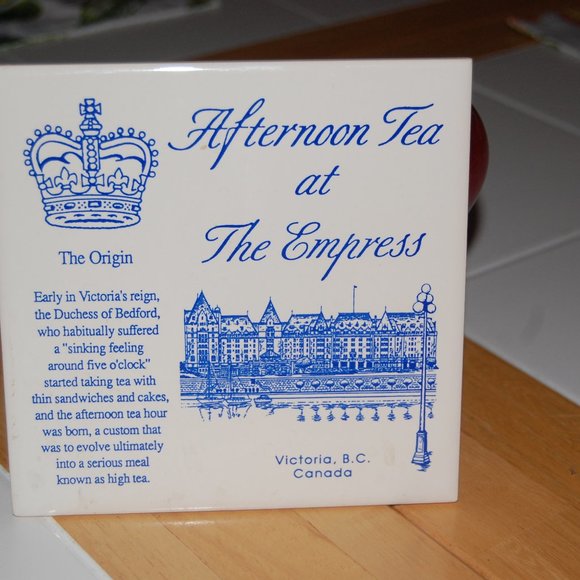 Afternoon Tea
at
The Empress
The Origin
Early in Victoria's reign,
the Duchess of Bedford,
who habitually suffered
a "sinking feeling
around five o'clock"
started taking tea with
thin sandwiches and cakes,
and the afternoon tea hour
was born, a custom that
was to evolve ultimately
into a serious meal
known as high tea.
Victoria, B.C.
Canada